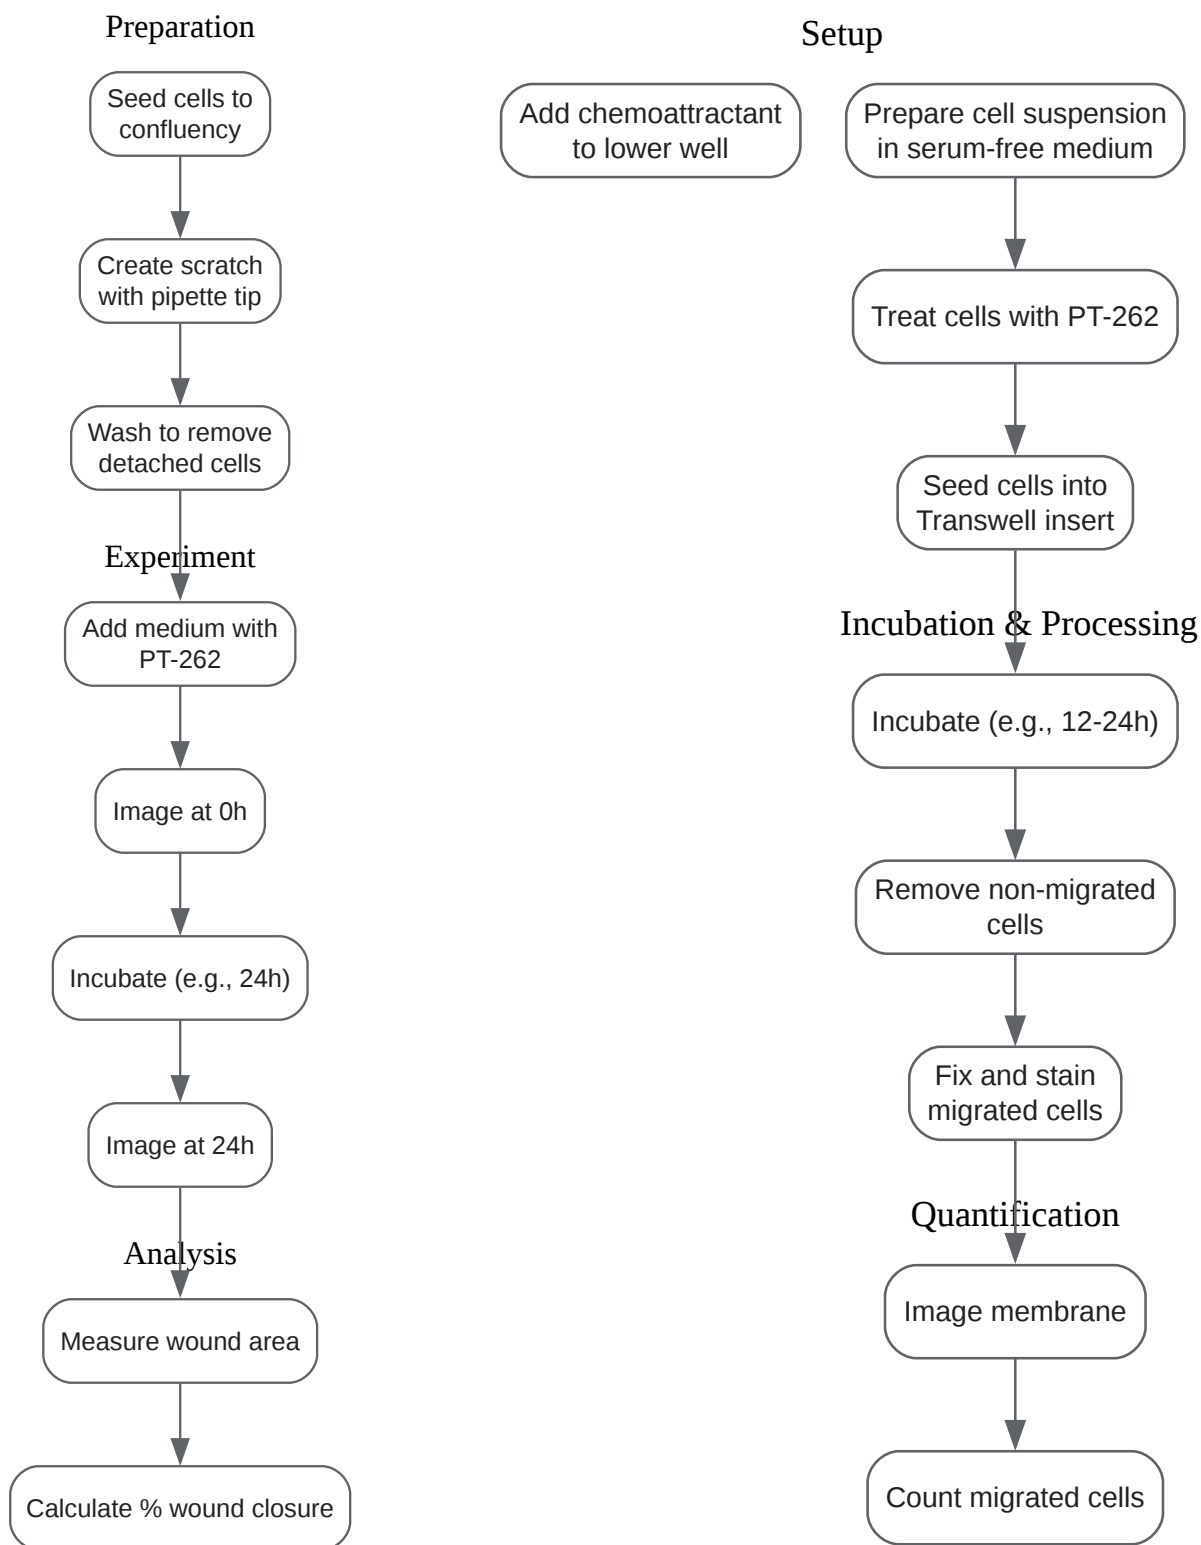 Preparation
Seed cells to
confluency
Create scratch
with pipette tip
Wash to remove
detached cells
Experiment
Add medium with
PT-262
Image at 0h
Incubate (e.g., 24h)
Image at 24h
Analysis
Measure wound area
Calculate % wound closure
Setup
Add chemoattractant
to lower well
Prepare cell suspension
in serum-free medium
Treat cells with PT-262
Seed cells into
Transwell insert
Incubation & Processing
Incubate (e.g., 12-24h)
Remove non-migrated
cells
Fix and stain
migrated cells
Quantification
Image membrane
Count migrated cells